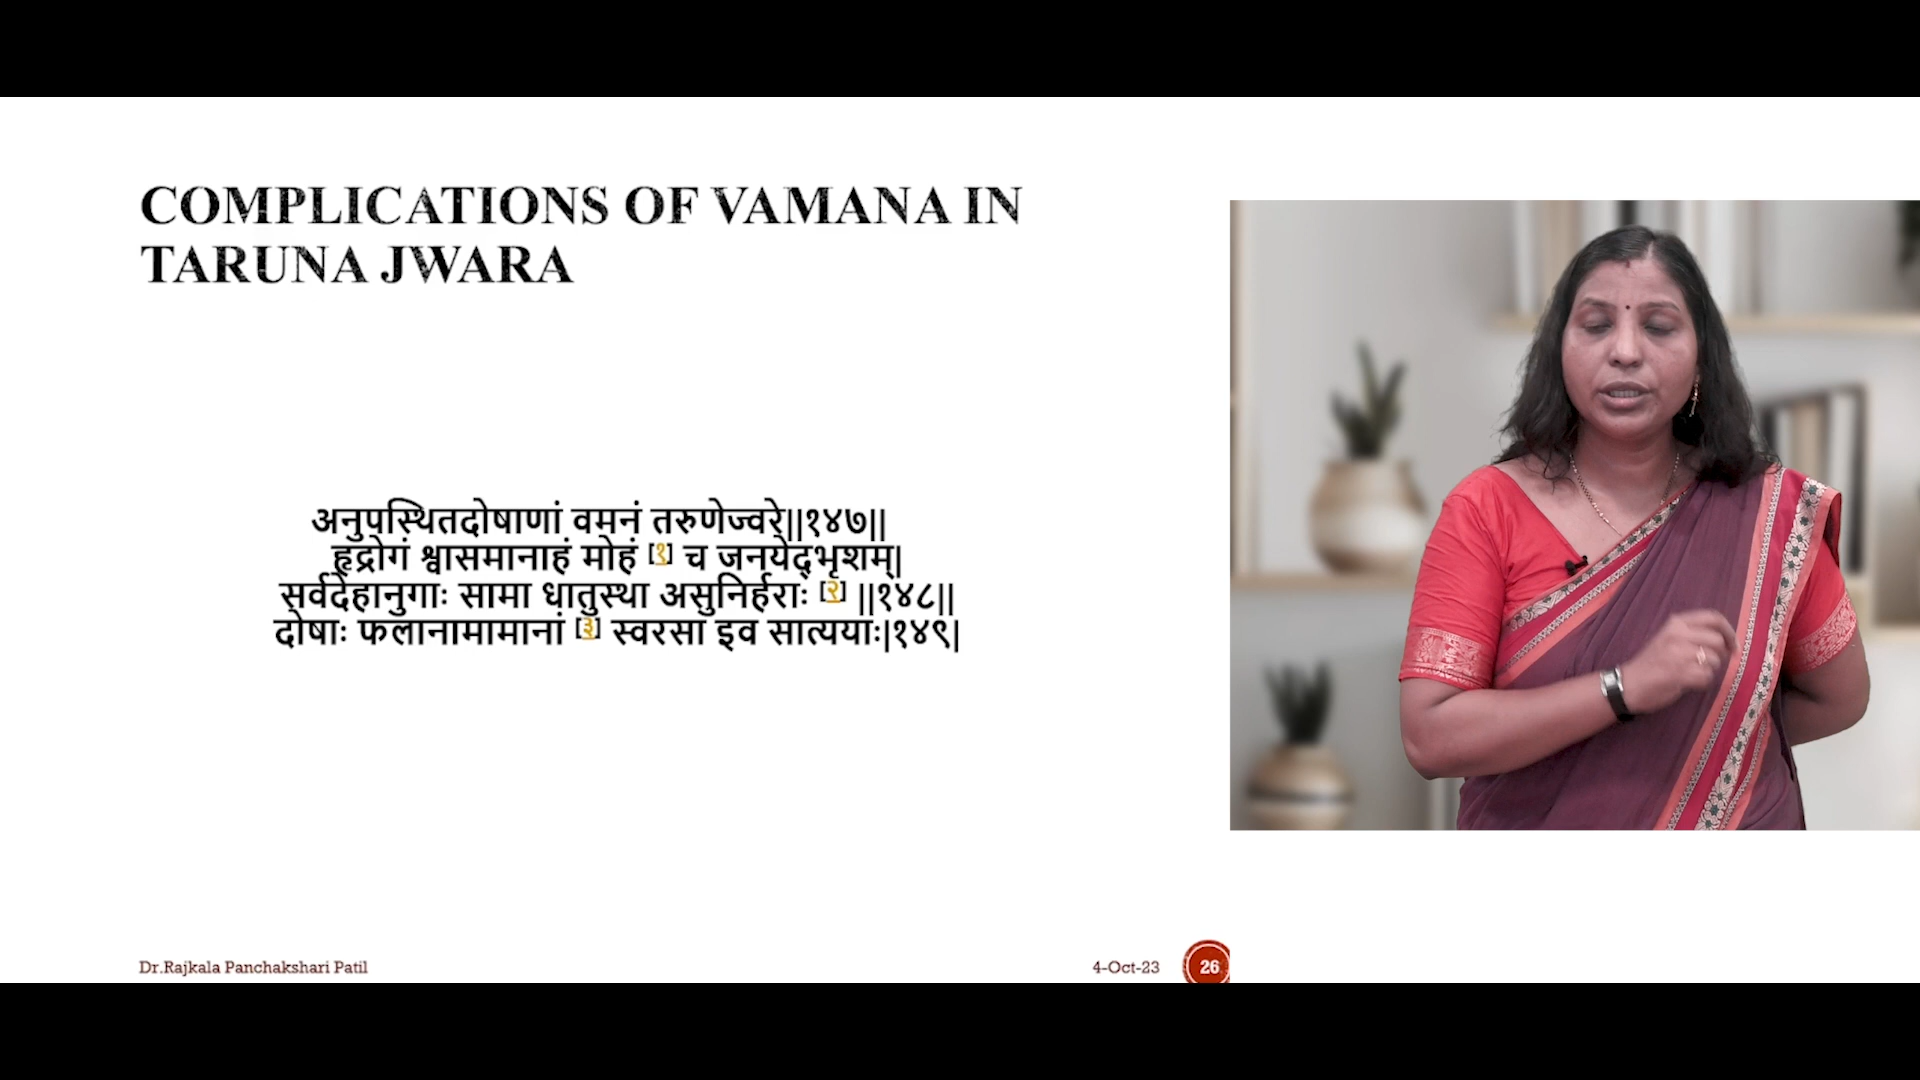 COMPLICATIONS OF VAMANA IN
TARUNA JWARA
अनुपस्थितदोषाणां वमनं तरुणेज्वरे||१४७||
हृद्रोगं श्वासमानाहं मोहं [१] च जनयेद्भृशम्|
सर्वदेहानुगाः सामा धातुस्था असुनिर्हराः [२] ||१४८||
दोषाः फलानामामानां [३] स्वरसा इव सात्ययाः|१४९|
Dr.Rajkala Panchakshari Patil
4-Oct-23
26